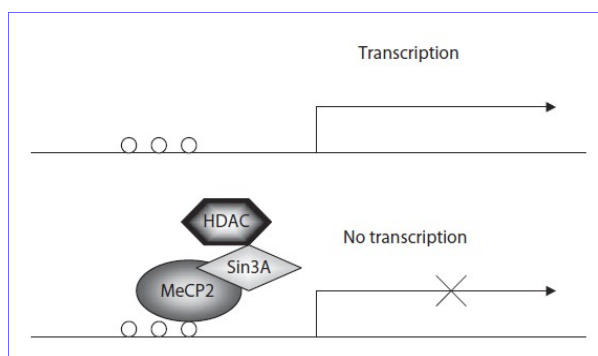 Transcription
HDAC
No transcription
Sin3A
MeCP2